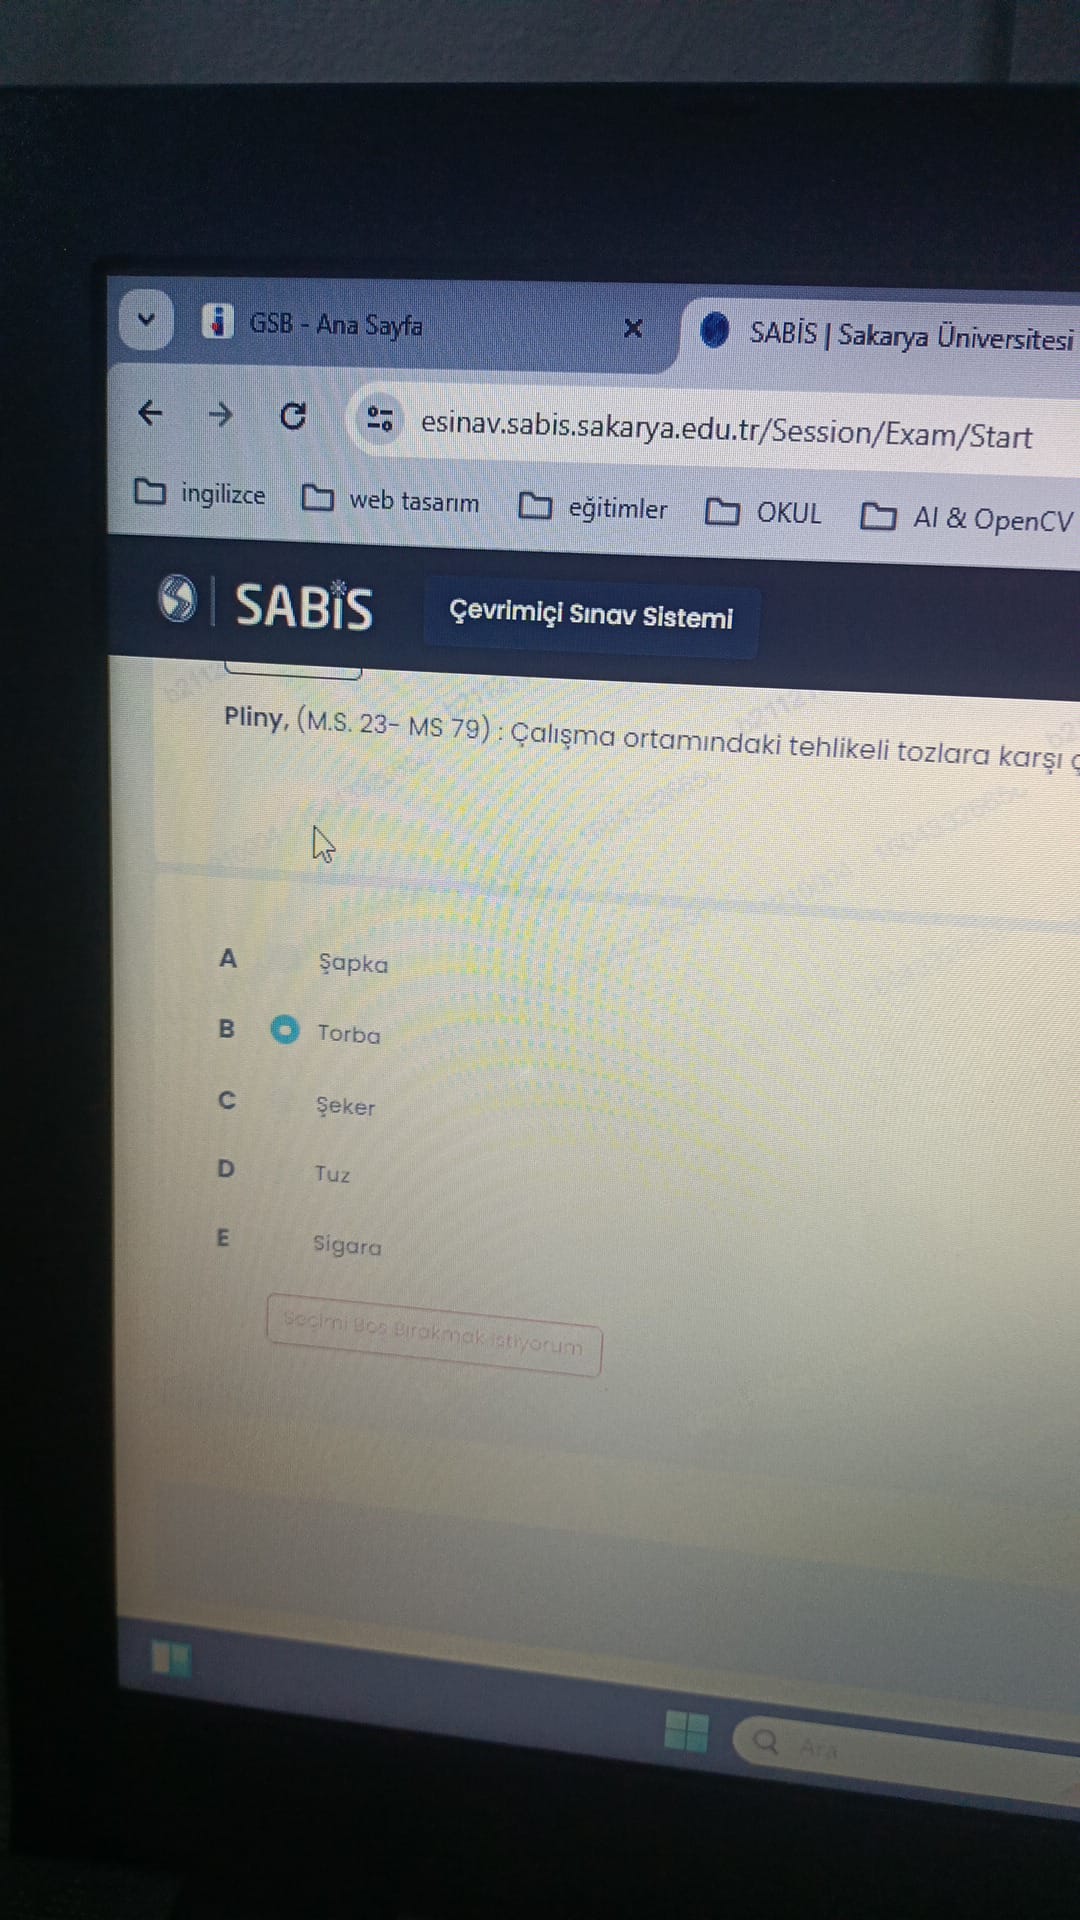 GSB - Ana Sayfa
SABİS | Sakarya Üniversitesi
esinav.sabis.sakarya.edu.tr/Session/Exam/Start
ingilizce
web tasarım
eğitimler
OKUL
AI & OpenCV
SABİS
Çevrimiçi Sınav Sistemi
Pliny, (M.S. 23- MS 79) : Çalışma ortamındaki tehlikeli tozlara karşı
A Şapka
B Torba
C Şeker
D Tuz
E Sigara
Seçimi Boş Bırakmak istiyorum
Ara